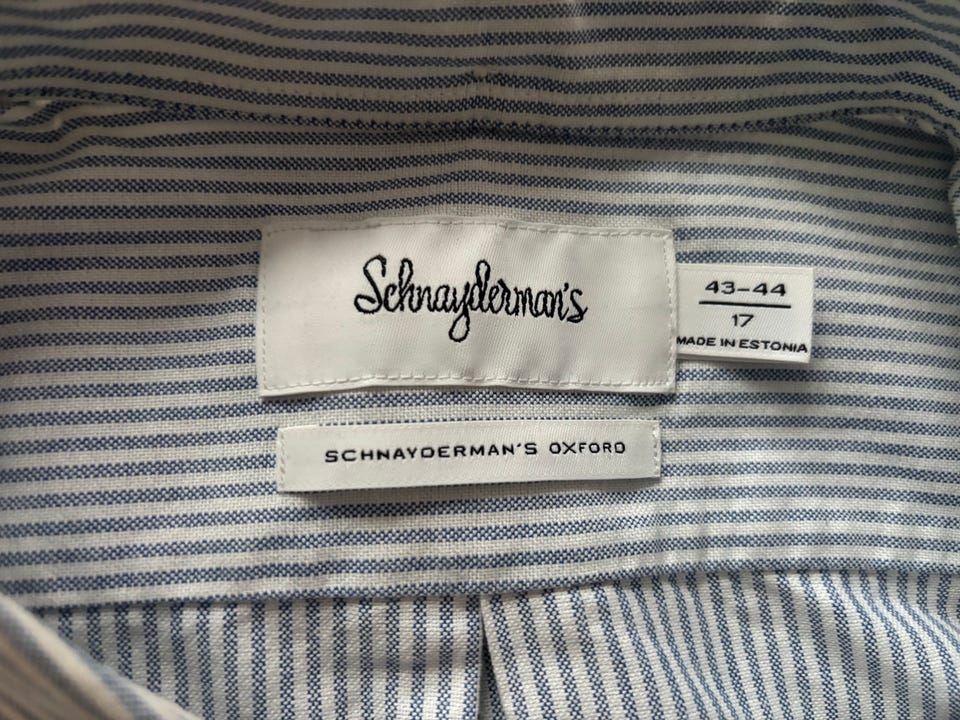 Schnayderman's
43-44
17
MADE IN ESTONIA
SCHNAYDERMAN'S OXFORD